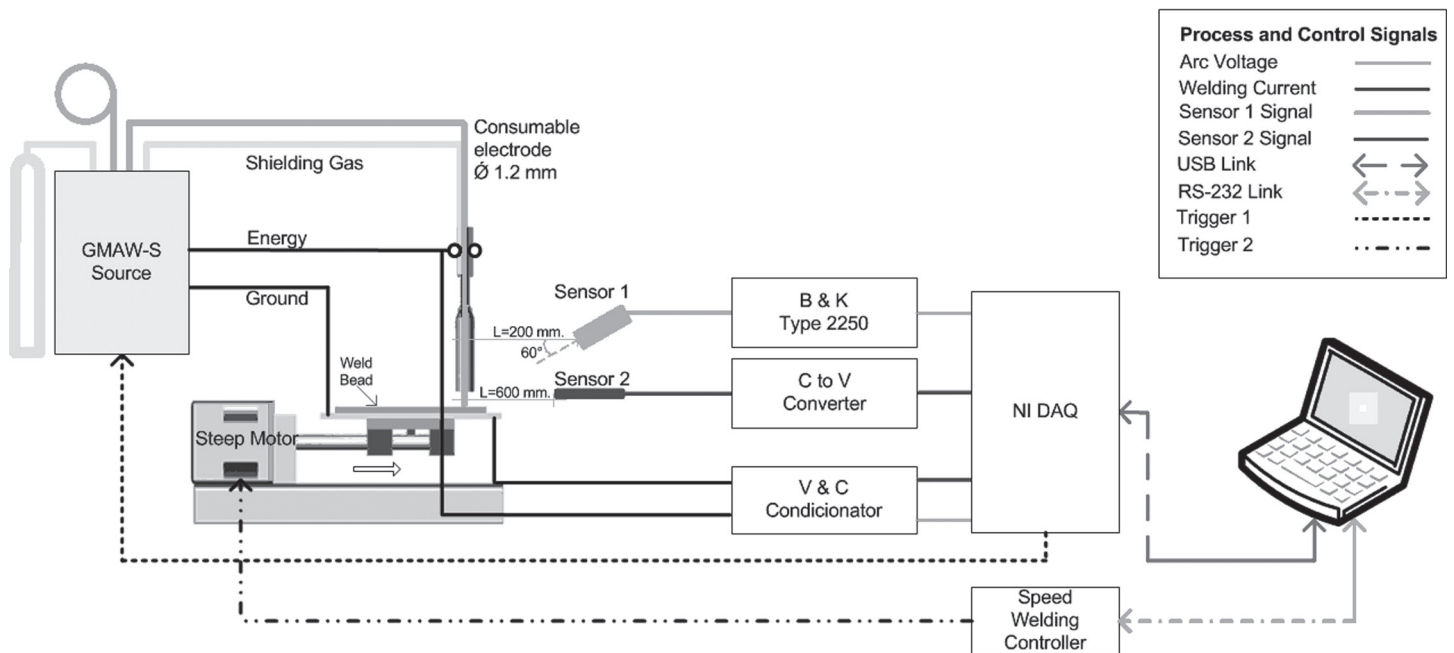 Process and Control Signals
Arc Voltage
Welding Current
Sensor 1 Signal
Sensor 2 Signal
USB Link
RS-232 Link
Trigger 1
Trigger 2
Consumable
electrode
Ø 1.2 mm
Shielding Gas
GMAW-S
Source
Energy
Ground
Sensor 1
L=200 mm.
60°
B & K
Type 2250
Weld
Bead
Sensor 2
L=600 mm.
C to V
Converter
NI DAQ
Steep Motor
V & C
Condicionator
Speed
Welding
Controller